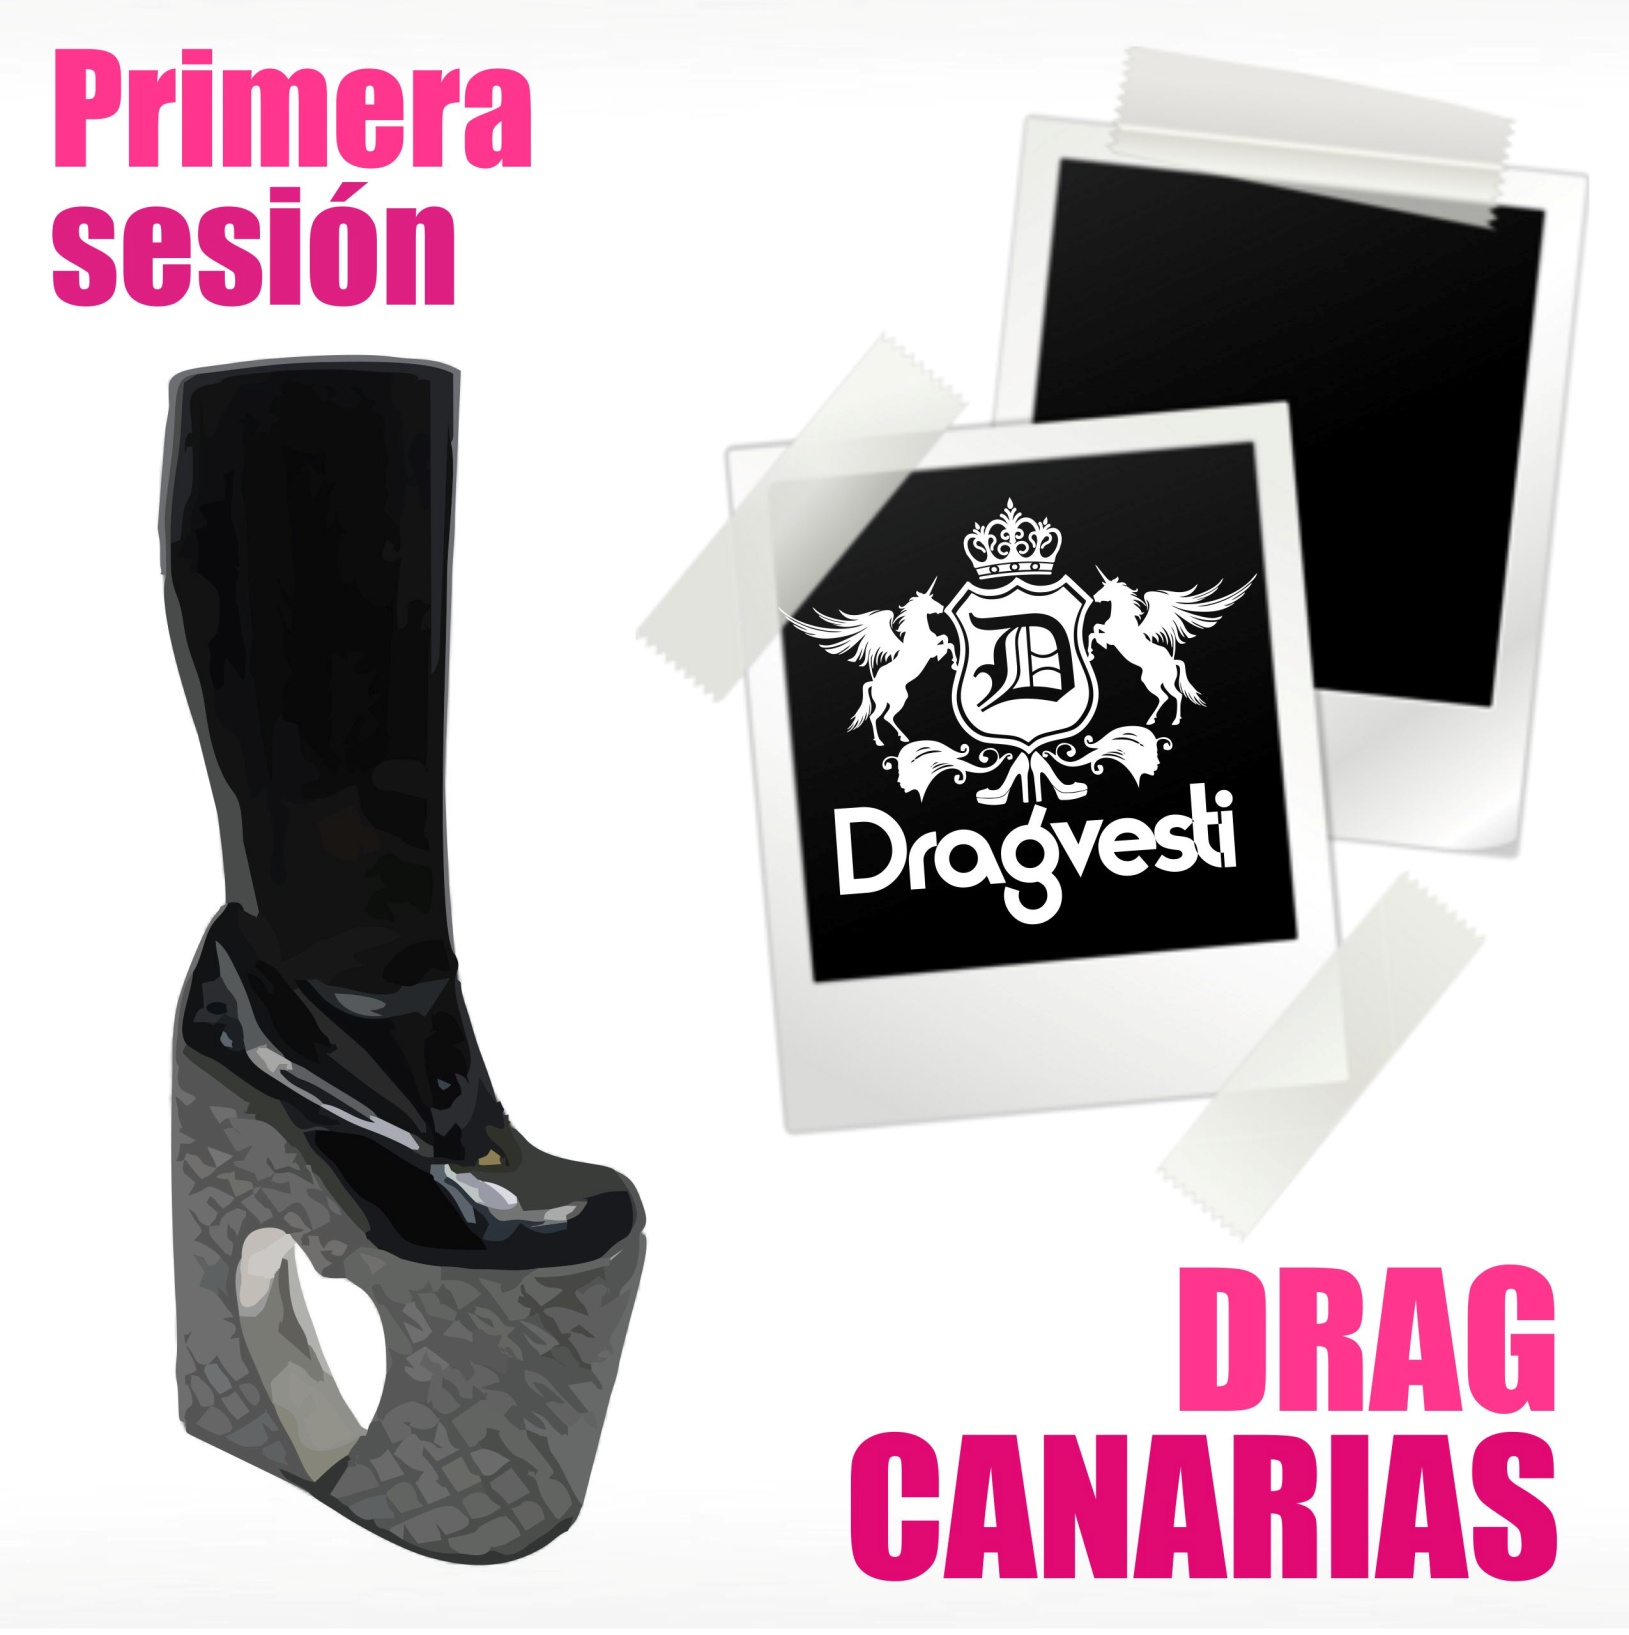 Primera
sesión
D
Dragvesti
DRAG
CANARIAS